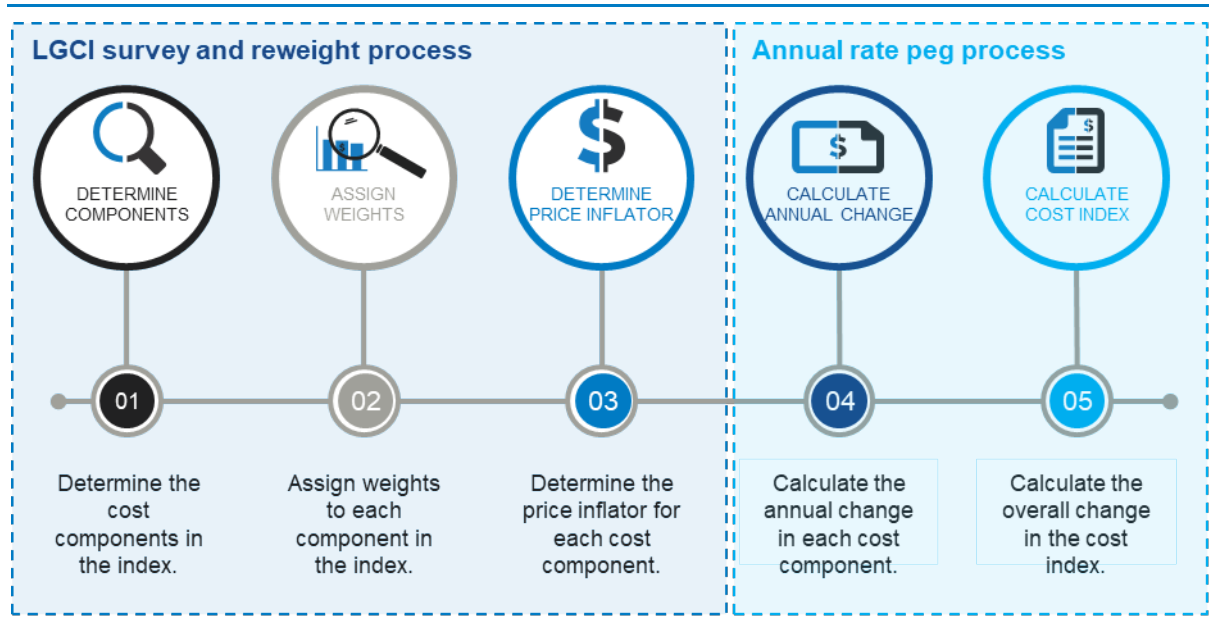 LGCI survey and reweight process
Annual rate peg process
DETERMINE
COMPONENTS
ASSIGN
WEIGHTS
$
$
DETERMINE
PRICE INFLATOR
$
CALCULATE
ANNUAL CHANGE
$
CALCULATE
COST INDEX
01
02
03
04
05
Determine the
cost
components in
the index.
Assign weights
to each
component in
the index.
Determine the
price inflator for
each cost
component.
Calculate the
annual change
in each cost
component.
Calculate the
overall change
in the cost
index.